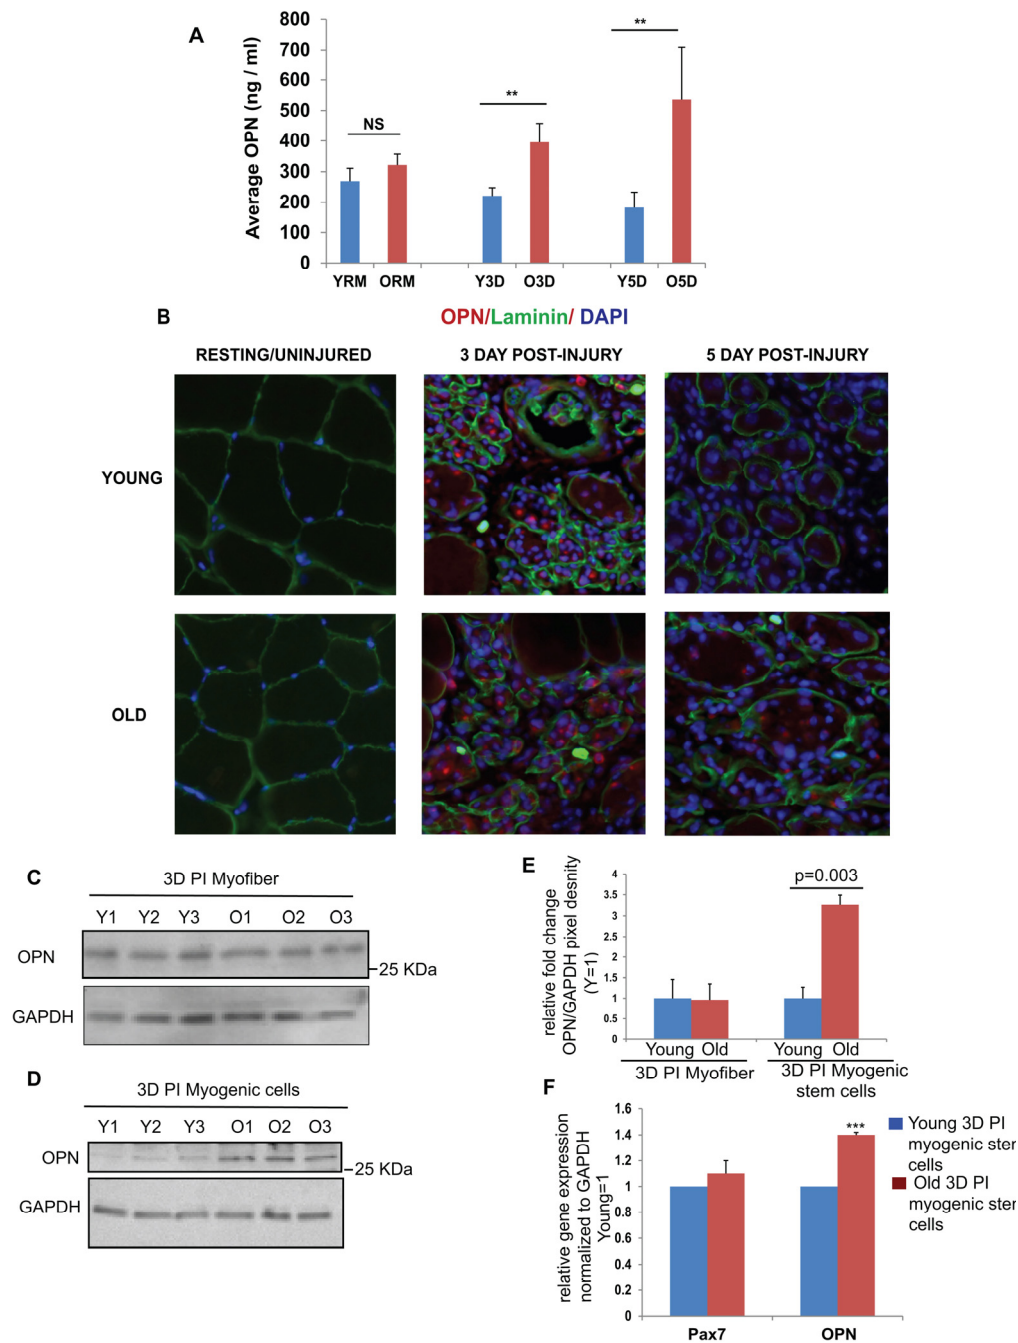 A
Average OPN (ng / ml)
800
700
600
500
400
300
200
100
0
NS
**
**
YRM ORM Y3D O3D Y5D O5D
B
OPN/Laminin/ DAPI
RESTING/UNINJURED 3 DAY POST-INJURY 5 DAY POST-INJURY
YOUNG
OLD
C
3D PI Myofiber
Y1 Y2 Y3 O1 O2 O3
OPN
25 KDa
GAPDH
D
3D PI Myogenic cells
Y1 Y2 Y3 O1 O2 O3
OPN
25 KDa
GAPDH
E
relative fold change
OPN/GAPDH pixel desnity
(Y=1)
4
3.5
3
2.5
2
1.5
1
0.5
0
p=0.003
Young Old Young Old
3D PI Myofiber 3D PI Myogenic
stem cells
F
relative gene expression
normalized to GAPDH
Young=1
1.6
1.4
1.2
1
0.8
0.6
0.4
0.2
0
***
Pax7 OPN
Young 3D PI
myogenic stem
cells
Old 3D PI
myogenic stem
cells